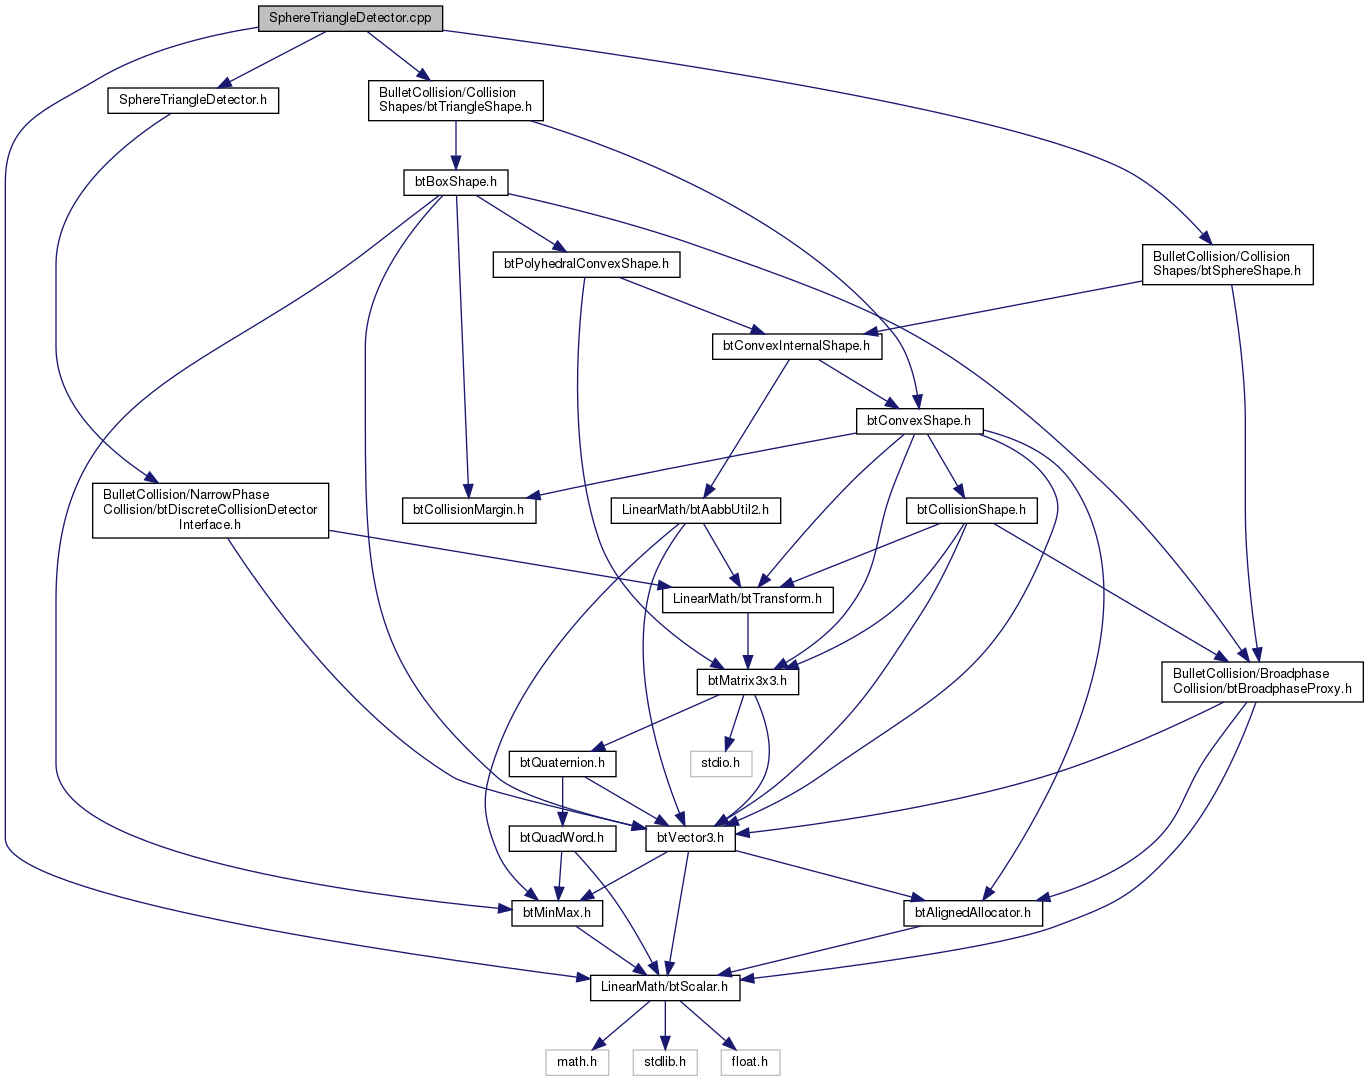 SphereTriangleDetector.cpp
SphereTriangleDetector.h
BulletCollision/Collision
Shapes/btTriangleShape.h
btBoxShape.h
btPolyhedralConvexShape.h
BulletCollision/Collision
Shapes/btSphereShape.h
btConvexInternalShape.h
btConvexShape.h
BulletCollision/NarrowPhase
Collision/btDiscreteCollisionDetector
Interface.h
btCollisionMargin.h
LinearMath/btAabbUtil2.h
btCollisionShape.h
LinearMath/btTransform.h
btMatrix3x3.h
BulletCollision/Broadphase
Collision/btBroadphaseProxy.h
btQuaternion.h
stdio.h
btQuadWord.h
btVector3.h
btMinMax.h
btAlignedAllocator.h
LinearMath/btScalar.h
math.h
stdlib.h
float.h